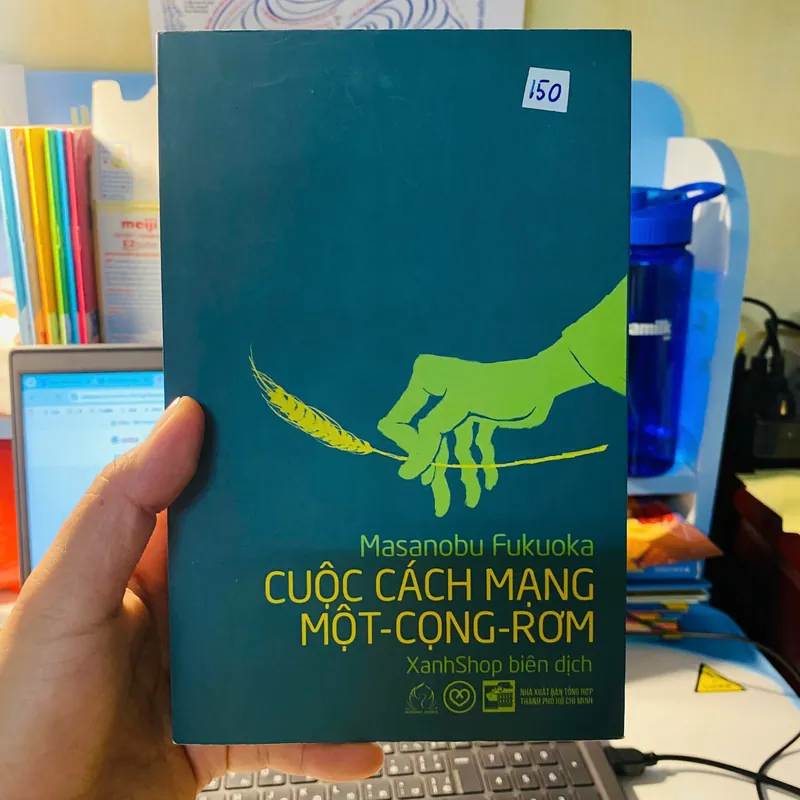 150
meiji
Masanobu Fukuoka
CUỘC CÁCH MẠNG
MỘT-CỌNG-RƠM
XanhShop biên dịch
NHÀ XUẤT BẢN TỔNG HỢP
THÀNH PHỐ HỒ CHÍ MINH